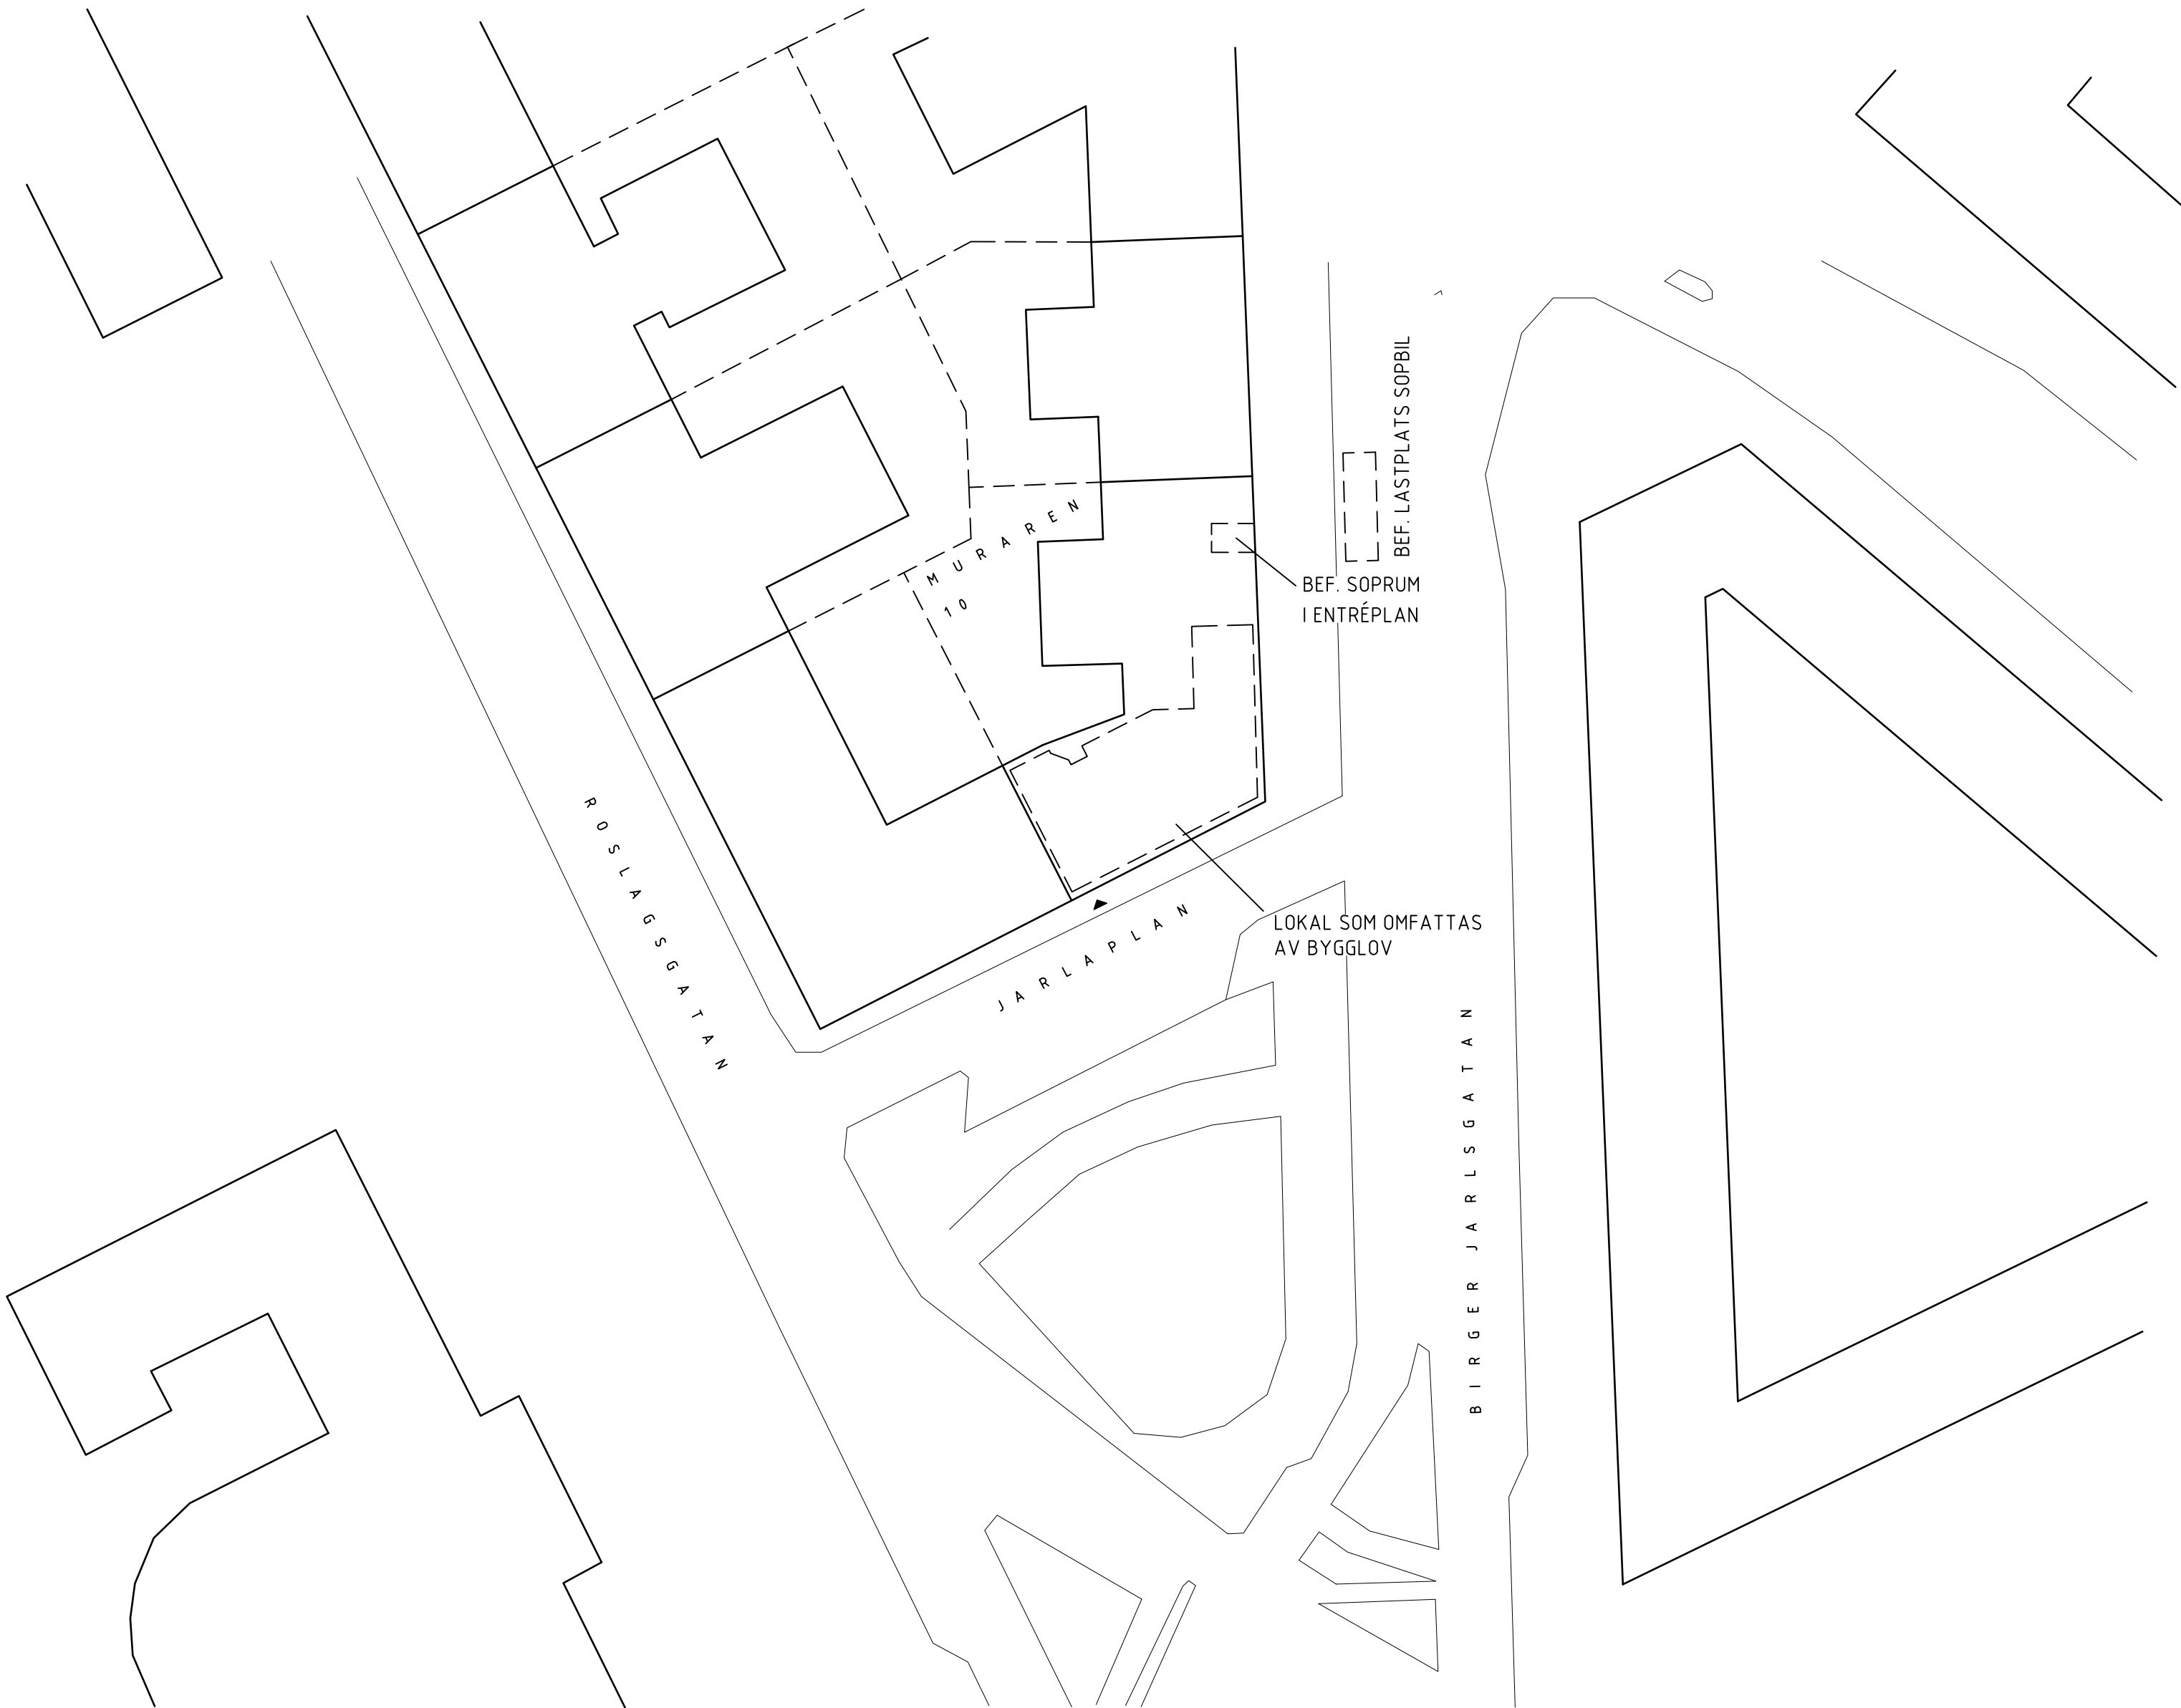 BEF. LASTPLATS SOPBIL
MURAREN
10
BEF. SOPRUM
I ENTRÉPLAN
ROSLAGSGATAN
LOKAL SOM OMFATTAS
AV BYGGLOV
JARLAPLAN
BIRGER JARLSGATAN